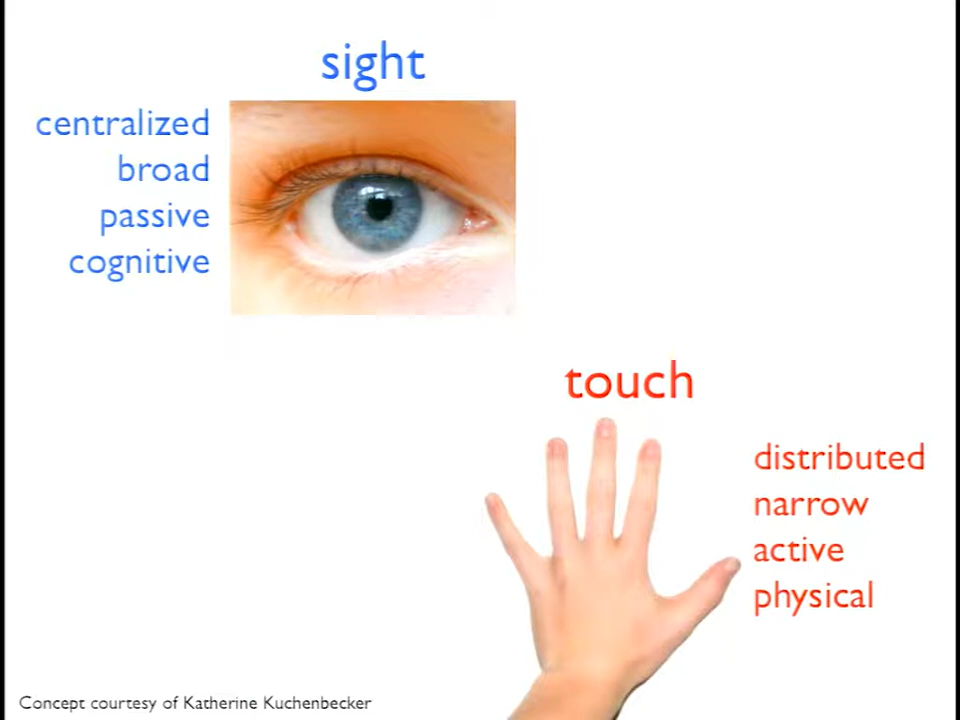 sight
centralized
broad
passive
cognitive
touch
distributed
narrow
active
physical
Concept courtesy of Katherine Kuchenbecker